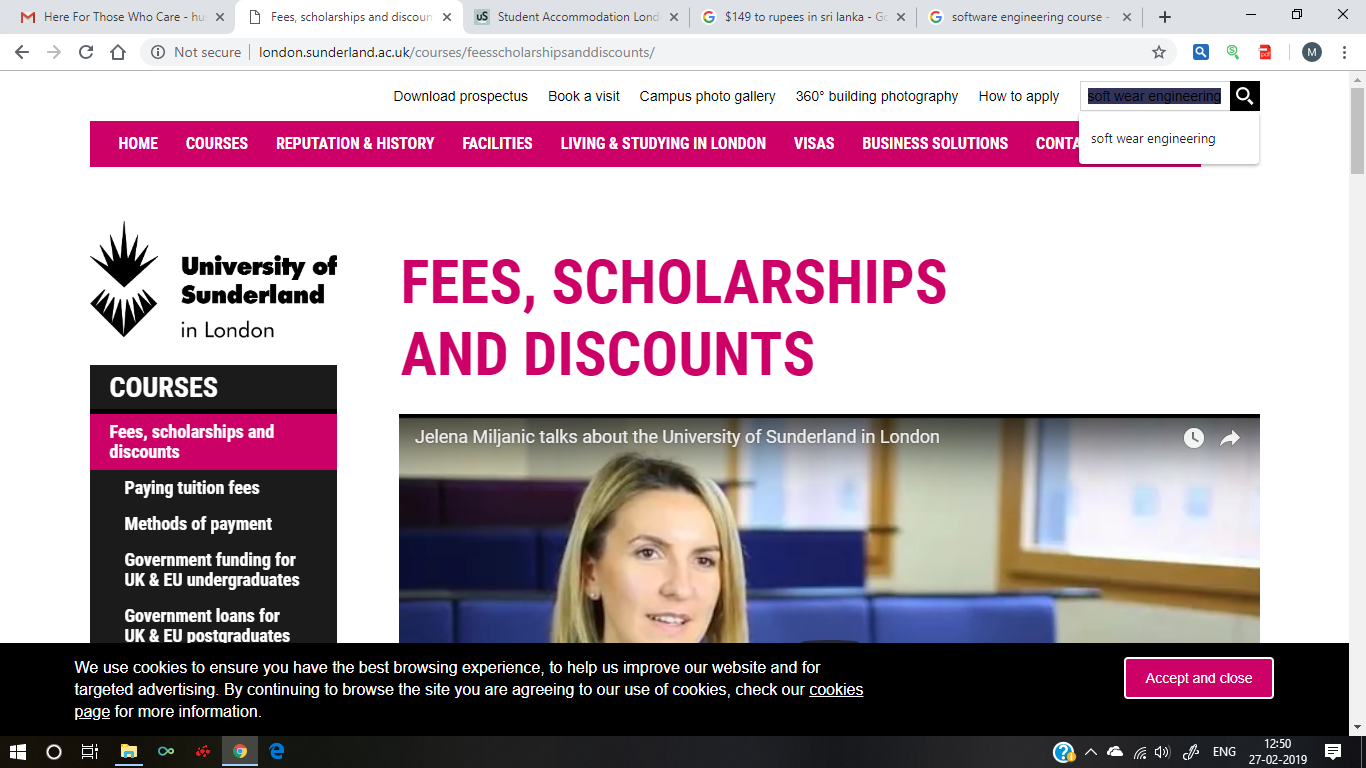 Here For Those Who Care - hu
Fees, scholarships and discoun
uS Student Accommodation Lond
$149 to rupees in sri lanka - Go
software engineering course -
Not secure london.sunderland.ac.uk/courses/feesscholarshipsanddiscounts/
M
Download prospectus Book a visit Campus photo gallery 360° building photography How to apply soft wear engineering
soft wear engineering
HOME COURSES REPUTATION & HISTORY FACILITIES LIVING & STUDYING IN LONDON VISAS BUSINESS SOLUTIONS CONTA
University of
Sunderland
in London
FEES, SCHOLARSHIPS
AND DISCOUNTS
COURSES
Fees, scholarships and
discounts
Paying tuition fees
Methods of payment
Government funding for
UK & EU undergraduates
Government loans for
UK & EU postgraduates
Jelena Miljanic talks about the University of Sunderland in London
We use cookies to ensure you have the best browsing experience, to help us improve our website and for
targeted advertising. By continuing to browse the site you are agreeing to our use of cookies, check our cookies
page for more information.
Accept and close
ENG
12:50
27-02-2019